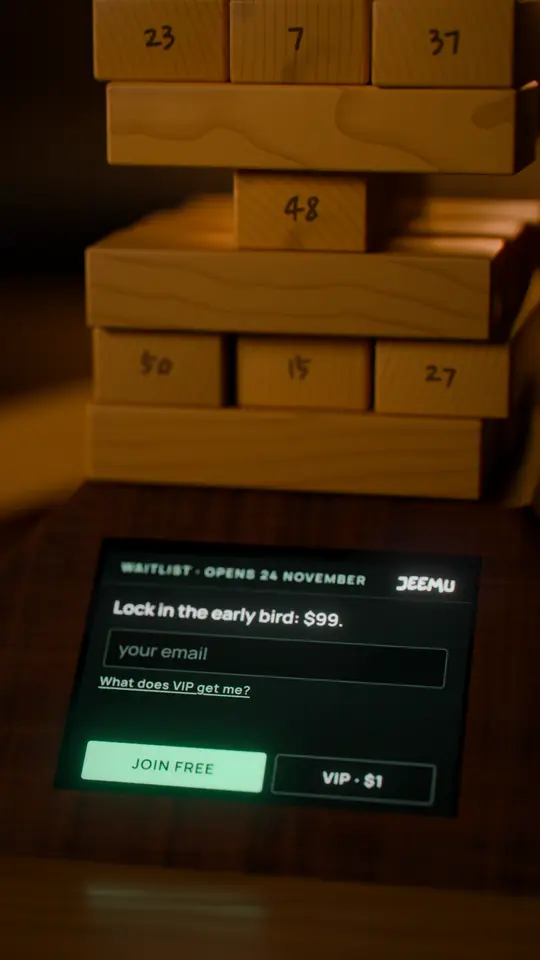 23 7 37
48
50 15 27
WAITLIST · OPENS 24 NOVEMBER JEEMU
Lock in the early bird: $99.
your email
What does VIP get me?
JOIN FREE VIP · $1